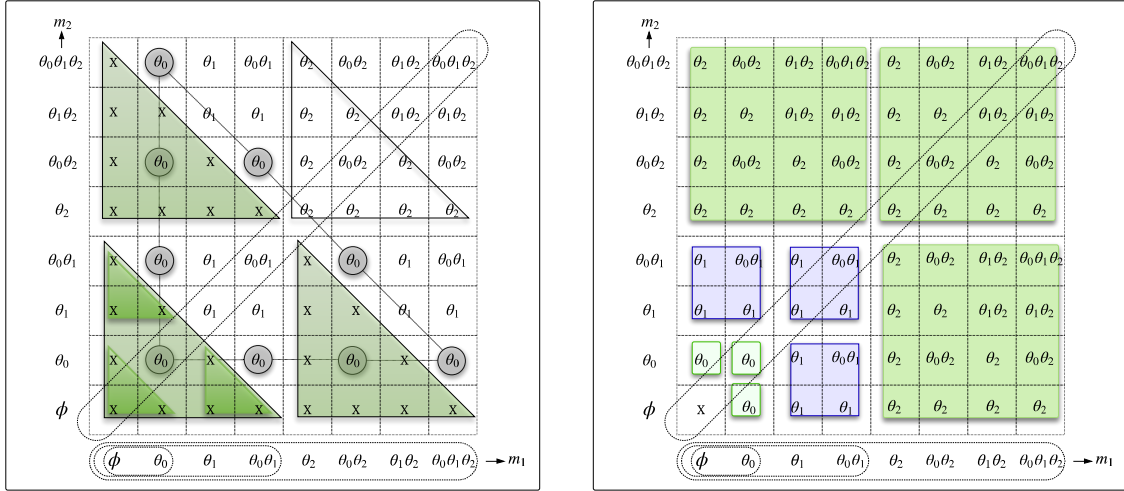 m₂
θ₀θ₁θ₂ x θ₀ θ₁ θ₀θ₁ θ₂ θ₀θ₂ θ₁θ₂ θ₀θ₁θ₂
θ₁θ₂ x x θ₁ θ₁ θ₂ θ₂ θ₁θ₂ θ₁θ₂
θ₀θ₂ x θ₀ x θ₀ θ₂ θ₀θ₂ θ₂ θ₀θ₂
θ₂ x x x x θ₂ θ₂ θ₂ θ₂
θ₀θ₁ x θ₀ θ₁ θ₀θ₁ x θ₀ θ₁ θ₀θ₁
θ₁ x x θ₁ θ₁ x x θ₁ θ₁
θ₀ x θ₀ x θ₀ x θ₀ x θ₀
ϕ x x x x x x x x
ϕ θ₀ θ₁ θ₀θ₁ θ₂ θ₀θ₂ θ₁θ₂ θ₀θ₁θ₂ m₁
m₂
θ₀θ₁θ₂ θ₂ θ₀θ₂ θ₁θ₂ θ₀θ₁θ₂ θ₂ θ₀θ₂ θ₁θ₂ θ₀θ₁θ₂
θ₁θ₂ θ₂ θ₂ θ₁θ₂ θ₁θ₂ θ₂ θ₂ θ₁θ₂ θ₁θ₂
θ₀θ₂ θ₂ θ₀θ₂ θ₂ θ₀θ₂ θ₂ θ₀θ₂ θ₂ θ₀θ₂
θ₂ θ₂ θ₂ θ₂ θ₂ θ₂ θ₂ θ₂ θ₂
θ₀θ₁ θ₁ θ₀θ₁ θ₁ θ₀θ₁ θ₂ θ₀θ₂ θ₁θ₂ θ₀θ₁θ₂
θ₁ θ₁ θ₁ θ₁ θ₁ θ₂ θ₂ θ₁θ₂ θ₁θ₂
θ₀ θ₀ θ₀ θ₁ θ₀θ₁ θ₂ θ₀θ₂ θ₂ θ₀θ₂
ϕ x θ₀ θ₁ θ₁ θ₂ θ₂ θ₂ θ₂
ϕ θ₀ θ₁ θ₀θ₁ θ₂ θ₀θ₂ θ₁θ₂ θ₀θ₁θ₂ m₁